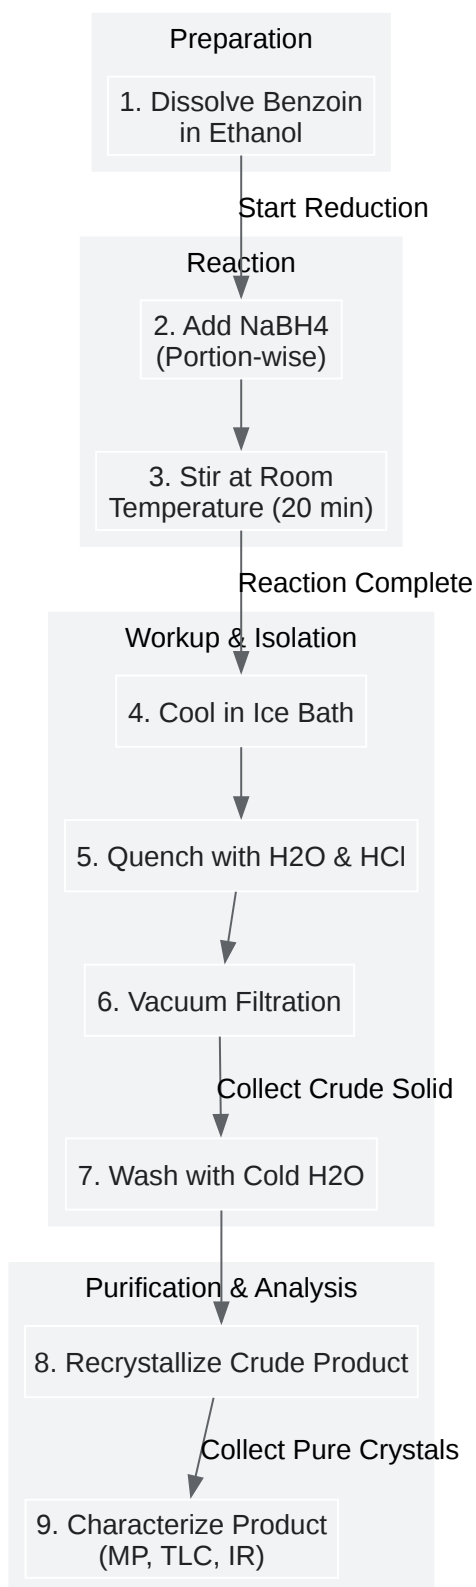 Preparation
1. Dissolve Benzoin
in Ethanol
Start Reduction
Reaction
2. Add NaBH4
(Portion-wise)
3. Stir at Room
Temperature (20 min)
Reaction Complete
Workup & Isolation
4. Cool in Ice Bath
5. Quench with H2O & HCl
6. Vacuum Filtration
Collect Crude Solid
7. Wash with Cold H2O
Purification & Analysis
8. Recrystallize Crude Product
Collect Pure Crystals
9. Characterize Product
(MP, TLC, IR)